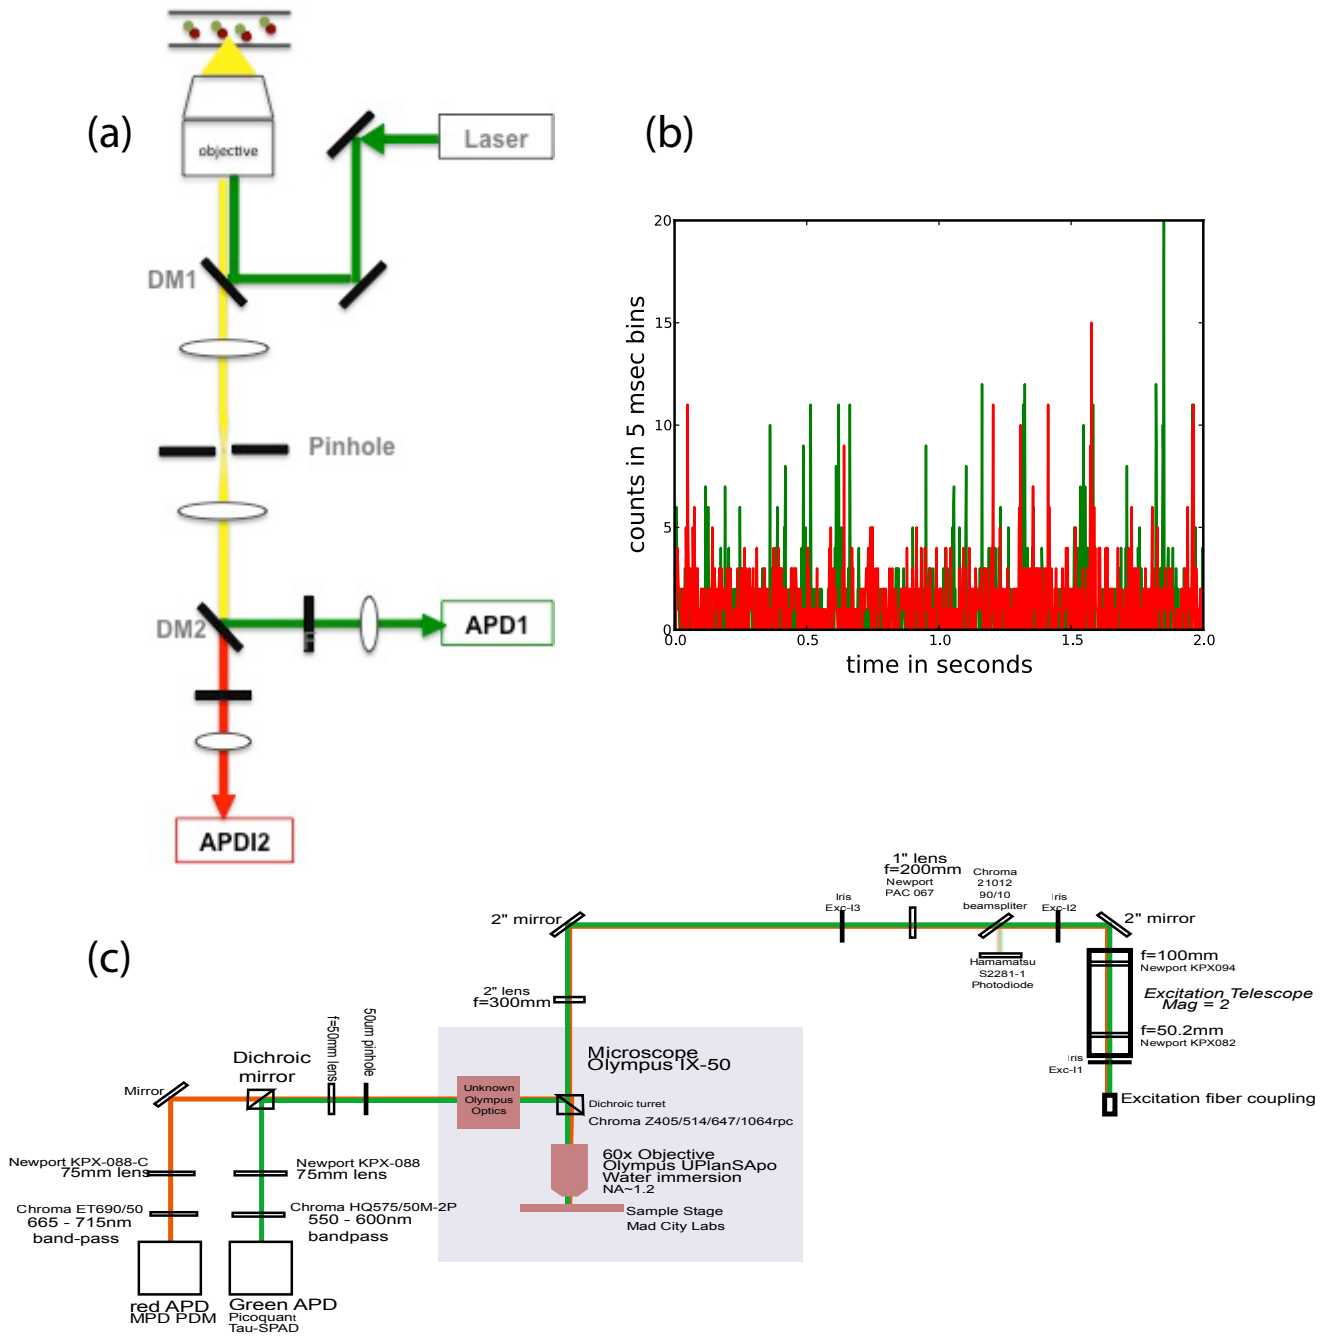 (a)
objective
Laser
DM1
Pinhole
DM2
APD1
APDI2
(b)
counts in 5 msec bins
20
15
10
5
0
0.0
0.5
1.0
1.5
2.0
time in seconds
(c)
2" mirror
Iris
Exc-I3
1" lens
f=200mm
Newport
PAC 067
Chroma
21012
90/10
beamspliter
Iris
Exc-I2
2" mirror
Hamamatsu
S2281-1
Photodiode
f=100mm
Newport KPX094
Excitation Telescope
Mag = 2
f=50.2mm
Newport KPX082
Iris
Exc-I1
Excitation fiber coupling
2" lens
f=300mm
Microscope
Olympus IX-50
Unknown
Olympus
Optics
Dichroic turret
Chroma Z405/514/647/1064rpc
60x Objective
Olympus UPlanSApo
Water immersion
NA~1.2
Sample Stage
Mad City Labs
50um pinhole
f=50mm lens
Dichroic
mirror
Mirror
Newport KPX-088-C
75mm lens
Newport KPX-088
75mm lens
Chroma ET690/50
665 - 715nm
band-pass
Chroma HQ575/50M-2P
550 - 600nm
bandpass
red APD
MPD PDM
Green APD
Picoquant
Tau-SPAD